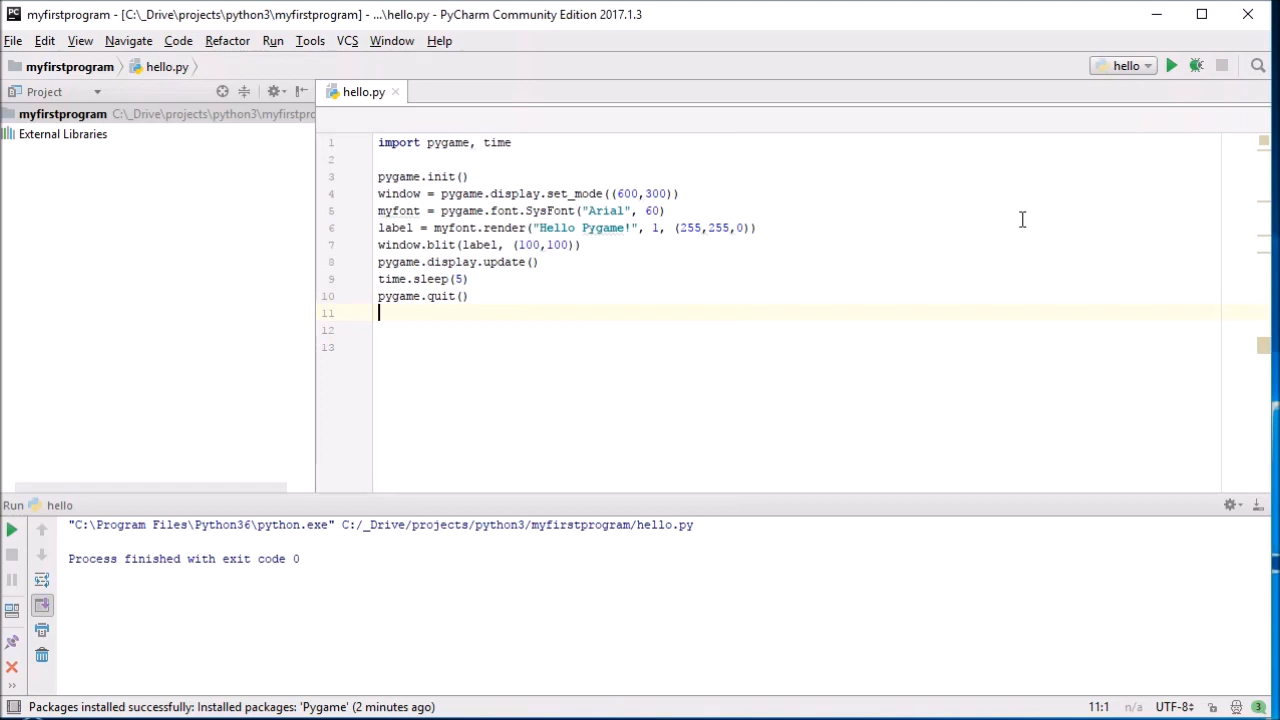 myfirstprogram - [C:\_Drive\projects\python3\myfirstprogram] - ...\hello.py - PyCharm Community Edition 2017.1.3
File Edit View Navigate Code Refactor Run Tools VCS Window Help
myfirstprogram hello.py hello
Project hello.py
myfirstprogram C:\_Drive\projects\python3\myfirstpro
External Libraries
1 import pygame, time
2
3 pygame.init()
4 window = pygame.display.set_mode((600,300))
5 myfont = pygame.font.SysFont("Arial", 60)
6 label = myfont.render("Hello Pygame!", 1, (255,255,0))
7 window.blit(label, (100,100))
8 pygame.display.update()
9 time.sleep(5)
10 pygame.quit()
11
12
13
Run hello
"C:\Program Files\Python36\python.exe" C:/_Drive/projects/python3/myfirstprogram/hello.py
Process finished with exit code 0
Packages installed successfully: Installed packages: 'Pygame' (2 minutes ago) 11:1 n/a UTF-8 3